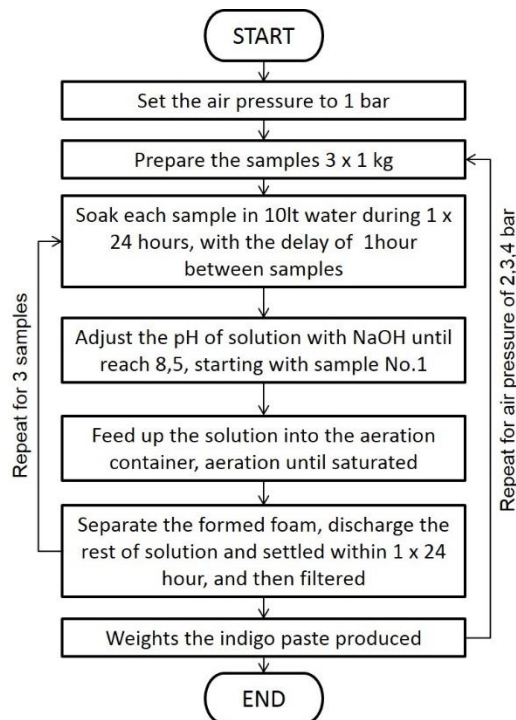 START
Set the air pressure to 1 bar
Prepare the samples 3 x 1 kg
Soak each sample in 10lt water during 1 x
24 hours, with the delay of 1hour
between samples
Adjust the pH of solution with NaOH until
reach 8,5, starting with sample No.1
Feed up the solution into the aeration
container, aeration until saturated
Separate the formed foam, discharge the
rest of solution and settled within 1 x 24
hour, and then filtered
Weights the indigo paste produced
END
Repeat for 3 samples
Repeat for air pressure of 2,3,4 bar